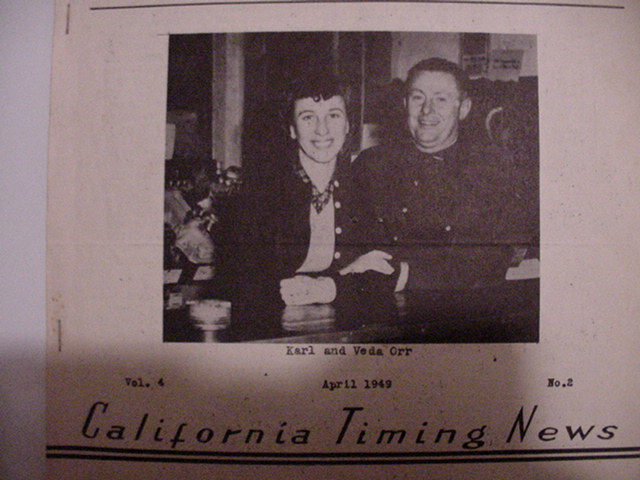 Karl and Veda Orr
Vol. 4 April 1949 No.2
California Timing News